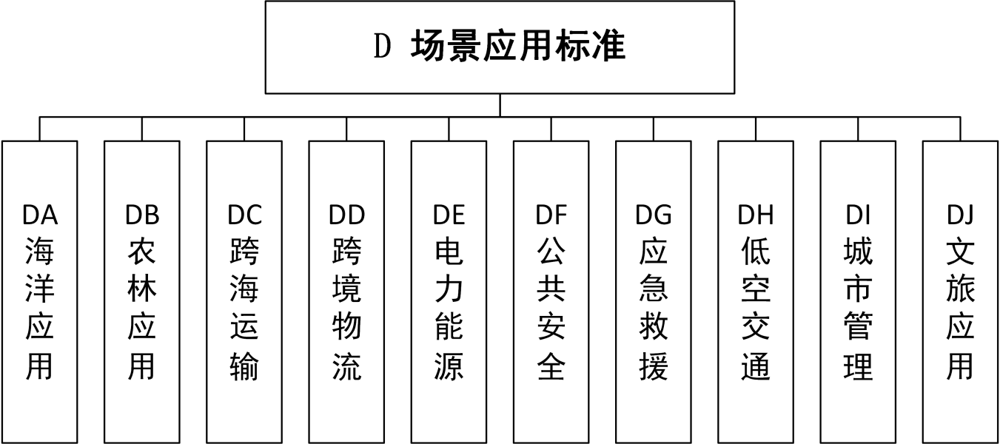 D 场景应用标准
DA
海洋应用
DB
农林应用
DC
跨海运输
DD
跨境物流
DE
电力能源
DF
公共安全
DG
应急救援
DH
低空交通
DI
城市管理
DJ
文旅应用